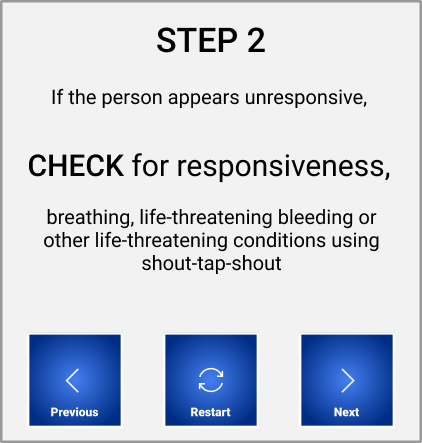 STEP 2
If the person appears unresponsive,
CHECK for responsiveness,
breathing, life-threatening bleeding or
other life-threatening conditions using
shout-tap-shout
Previous
Restart
Next